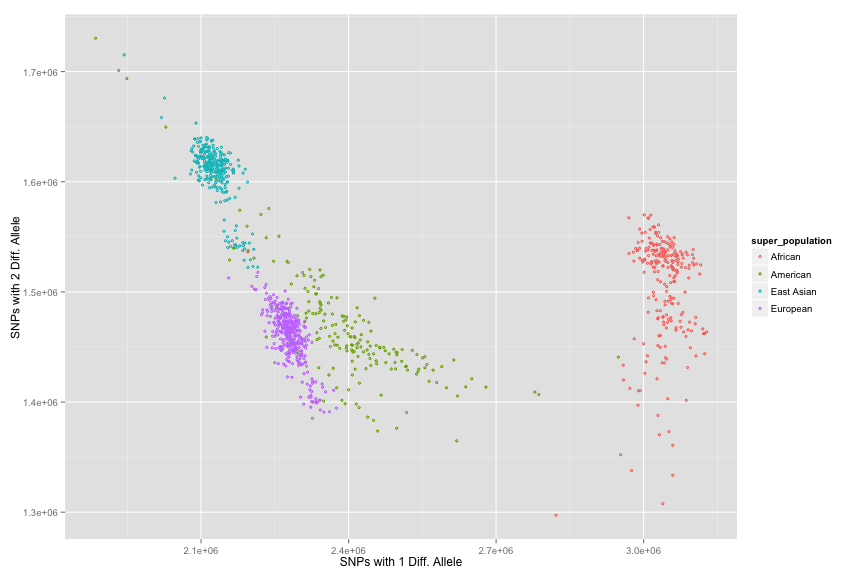 SNPs with 2 Diff. Allele
1.7e+06
1.6e+06
1.5e+06
1.4e+06
1.3e+06
2.1e+06 2.4e+06 2.7e+06 3.0e+06
SNPs with 1 Diff. Allele
super_population
African
American
East Asian
European